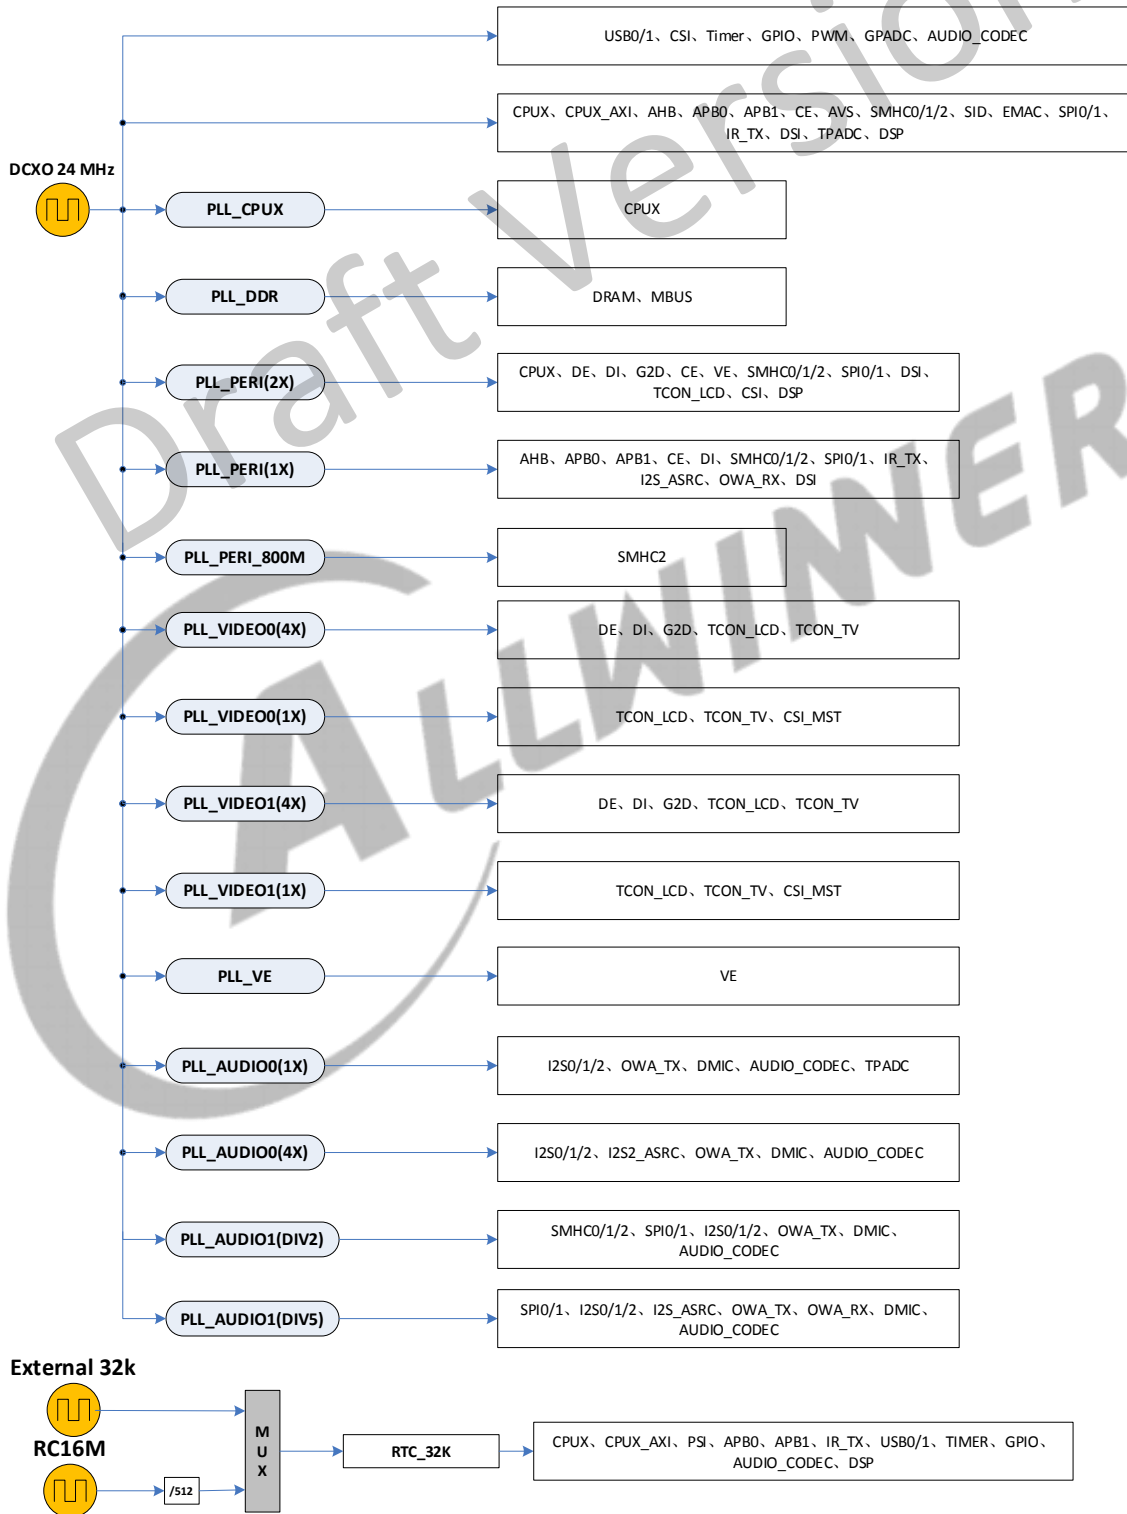 USB0/1、CSI、Timer、GPIO、PWM、GPADC、AUDIO_CODEC
CPUX、CPUX_AXI、AHB、APB0、APB1、CE、AVS、SMHC0/1/2、SID、EMAC、SPI0/1、
IR_TX、DSI、TPADC、DSP
DCXO 24 MHz
PLL_CPUX
CPUX
PLL_DDR
DRAM、MBUS
PLL_PERI(2X)
CPUX、DE、DI、G2D、CE、VE、SMHC0/1/2、SPI0/1、DSI、
TCON_LCD、CSI、DSP
PLL_PERI(1X)
AHB、APB0、APB1、CE、DI、SMHC0/1/2、SPI0/1、IR_TX、
I2S_ASRC、OWA_RX、DSI
PLL_PERI_800M
SMHC2
PLL_VIDEO0(4X)
DE、DI、G2D、TCON_LCD、TCON_TV
PLL_VIDEO0(1X)
TCON_LCD、TCON_TV、CSI_MST
PLL_VIDEO1(4X)
DE、DI、G2D、TCON_LCD、TCON_TV
PLL_VIDEO1(1X)
TCON_LCD、TCON_TV、CSI_MST
PLL_VE
VE
PLL_AUDIO0(1X)
I2S0/1/2、OWA_TX、DMIC、AUDIO_CODEC、TPADC
PLL_AUDIO0(4X)
I2S0/1/2、I2S2_ASRC、OWA_TX、DMIC、AUDIO_CODEC
PLL_AUDIO1(DIV2)
SMHC0/1/2、SPI0/1、I2S0/1/2、OWA_TX、DMIC、
AUDIO_CODEC
PLL_AUDIO1(DIV5)
SPI0/1、I2S0/1/2、I2S_ASRC、OWA_TX、OWA_RX、DMIC、
AUDIO_CODEC
External 32k
RC16M
/512
MUX
RTC_32K
CPUX、CPUX_AXI、PSI、APB0、APB1、IR_TX、USB0/1、TIMER、GPIO、
AUDIO_CODEC、DSP
Draft Version
ALLWINNER